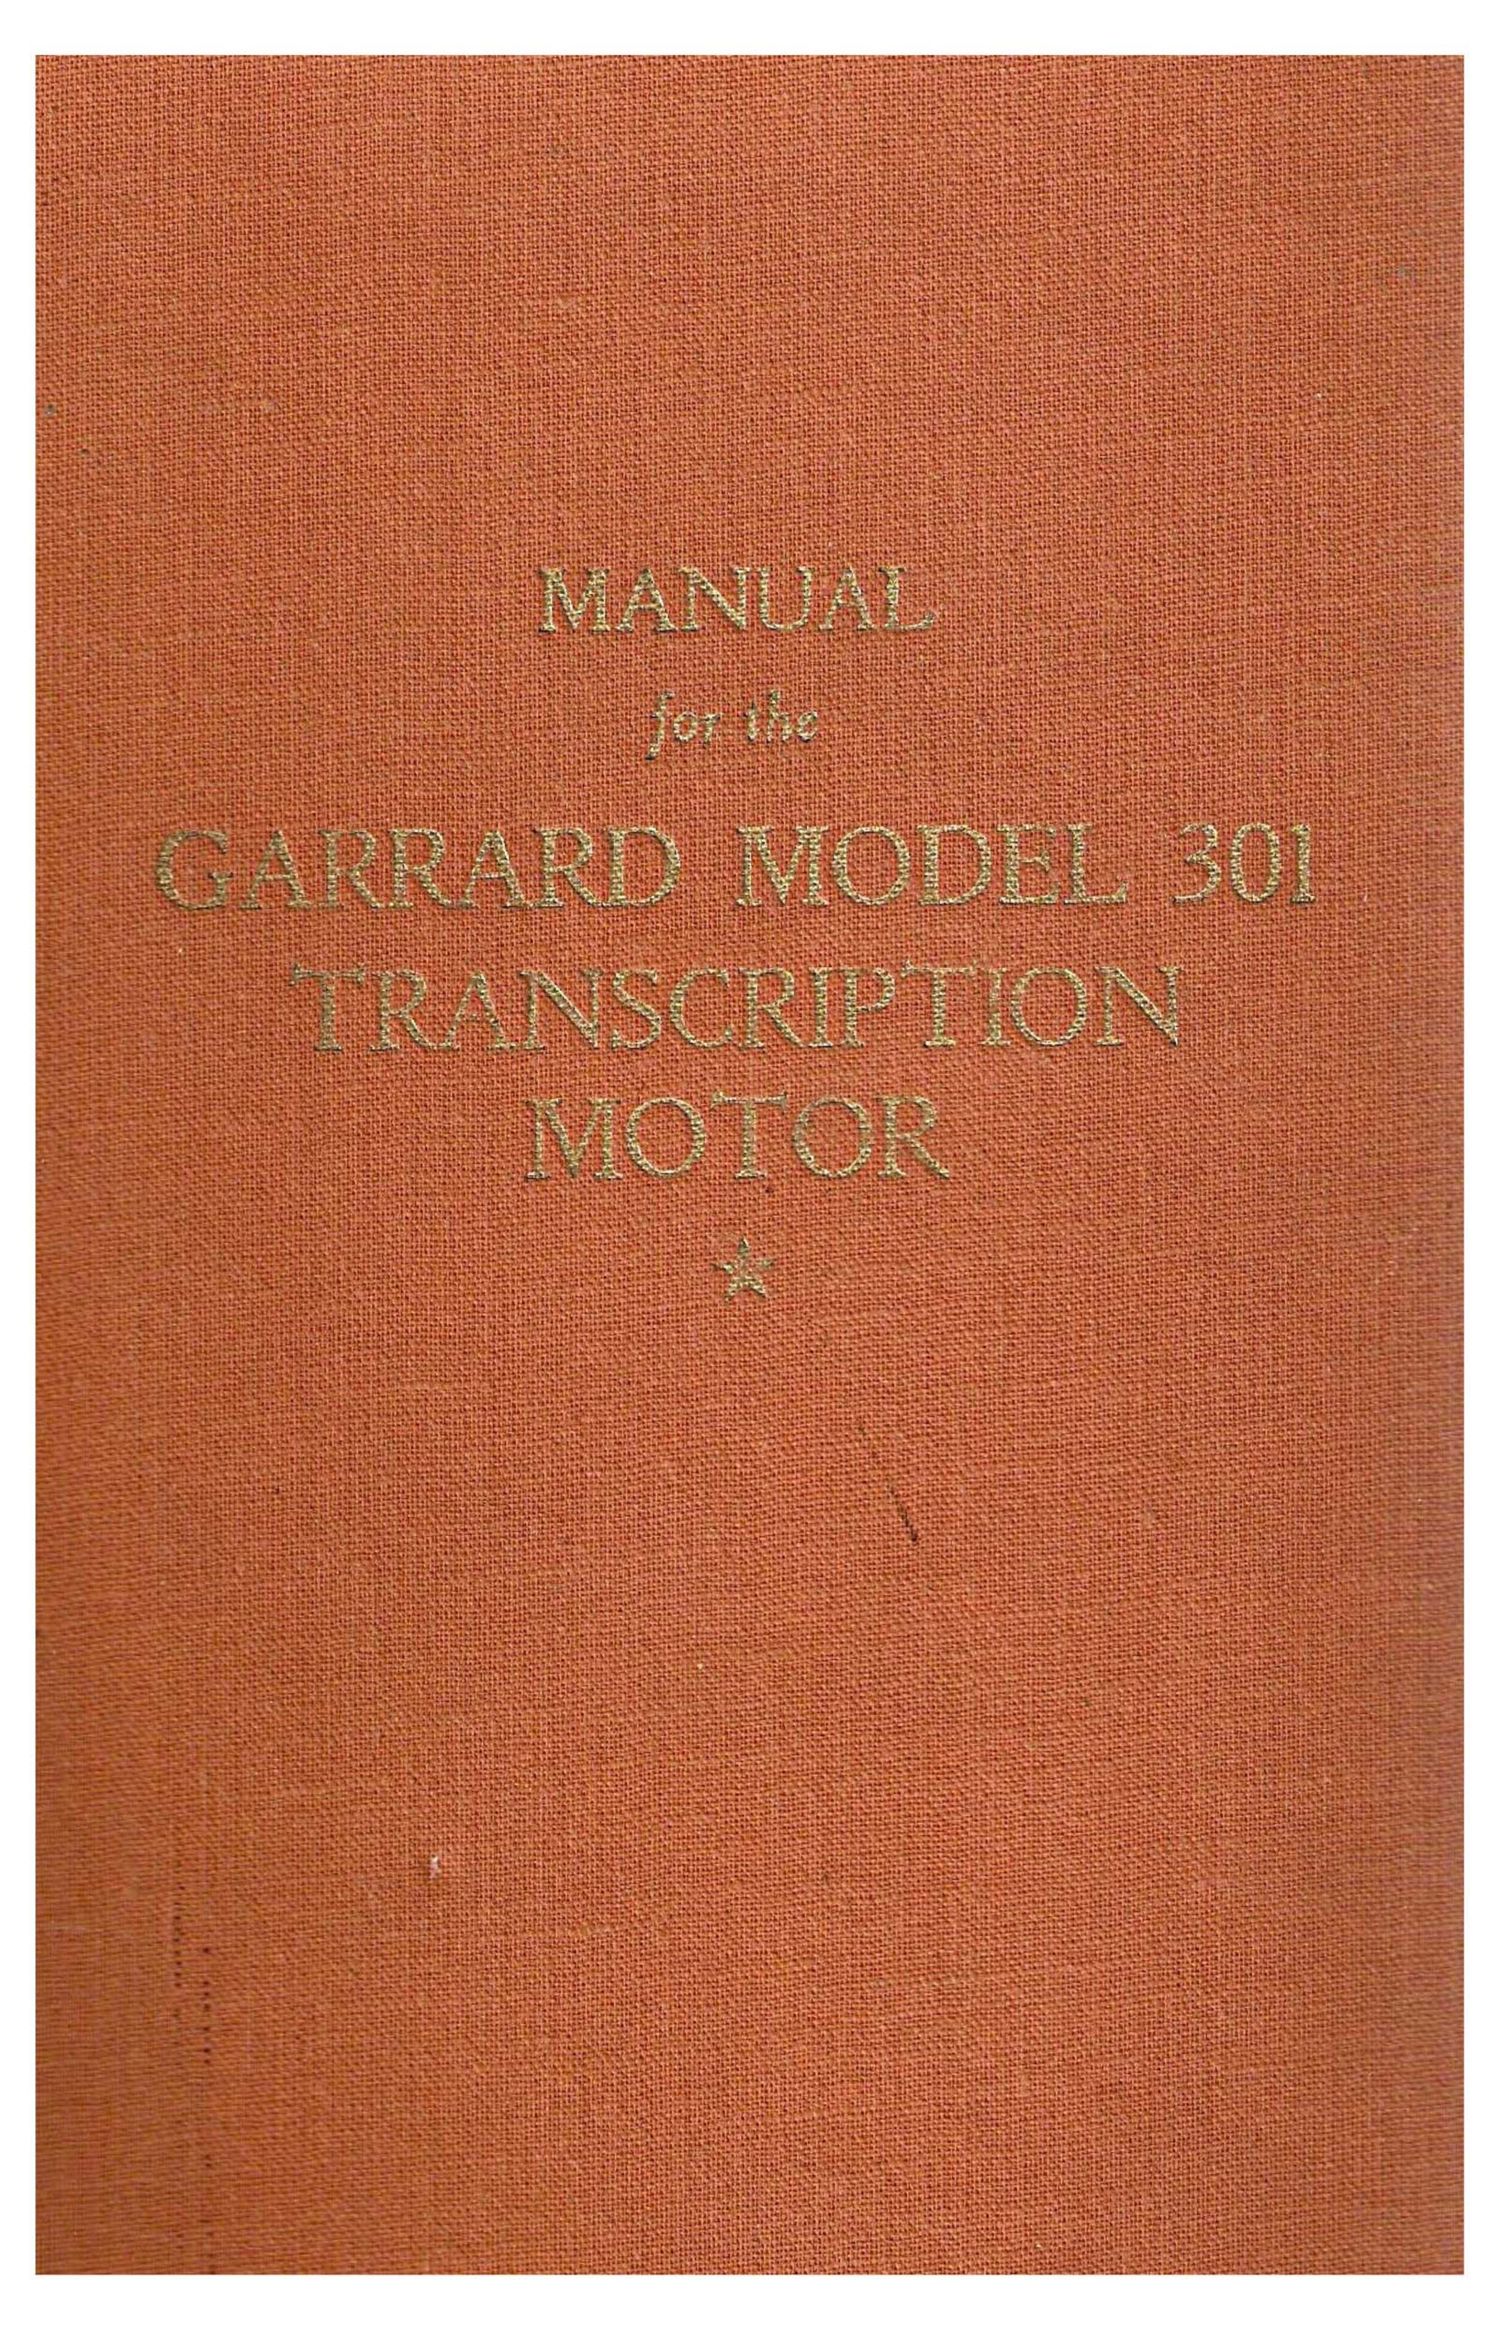 MANUAL
for the
GARRARD MODEL 301
TRANSCRIPTION
MOTOR